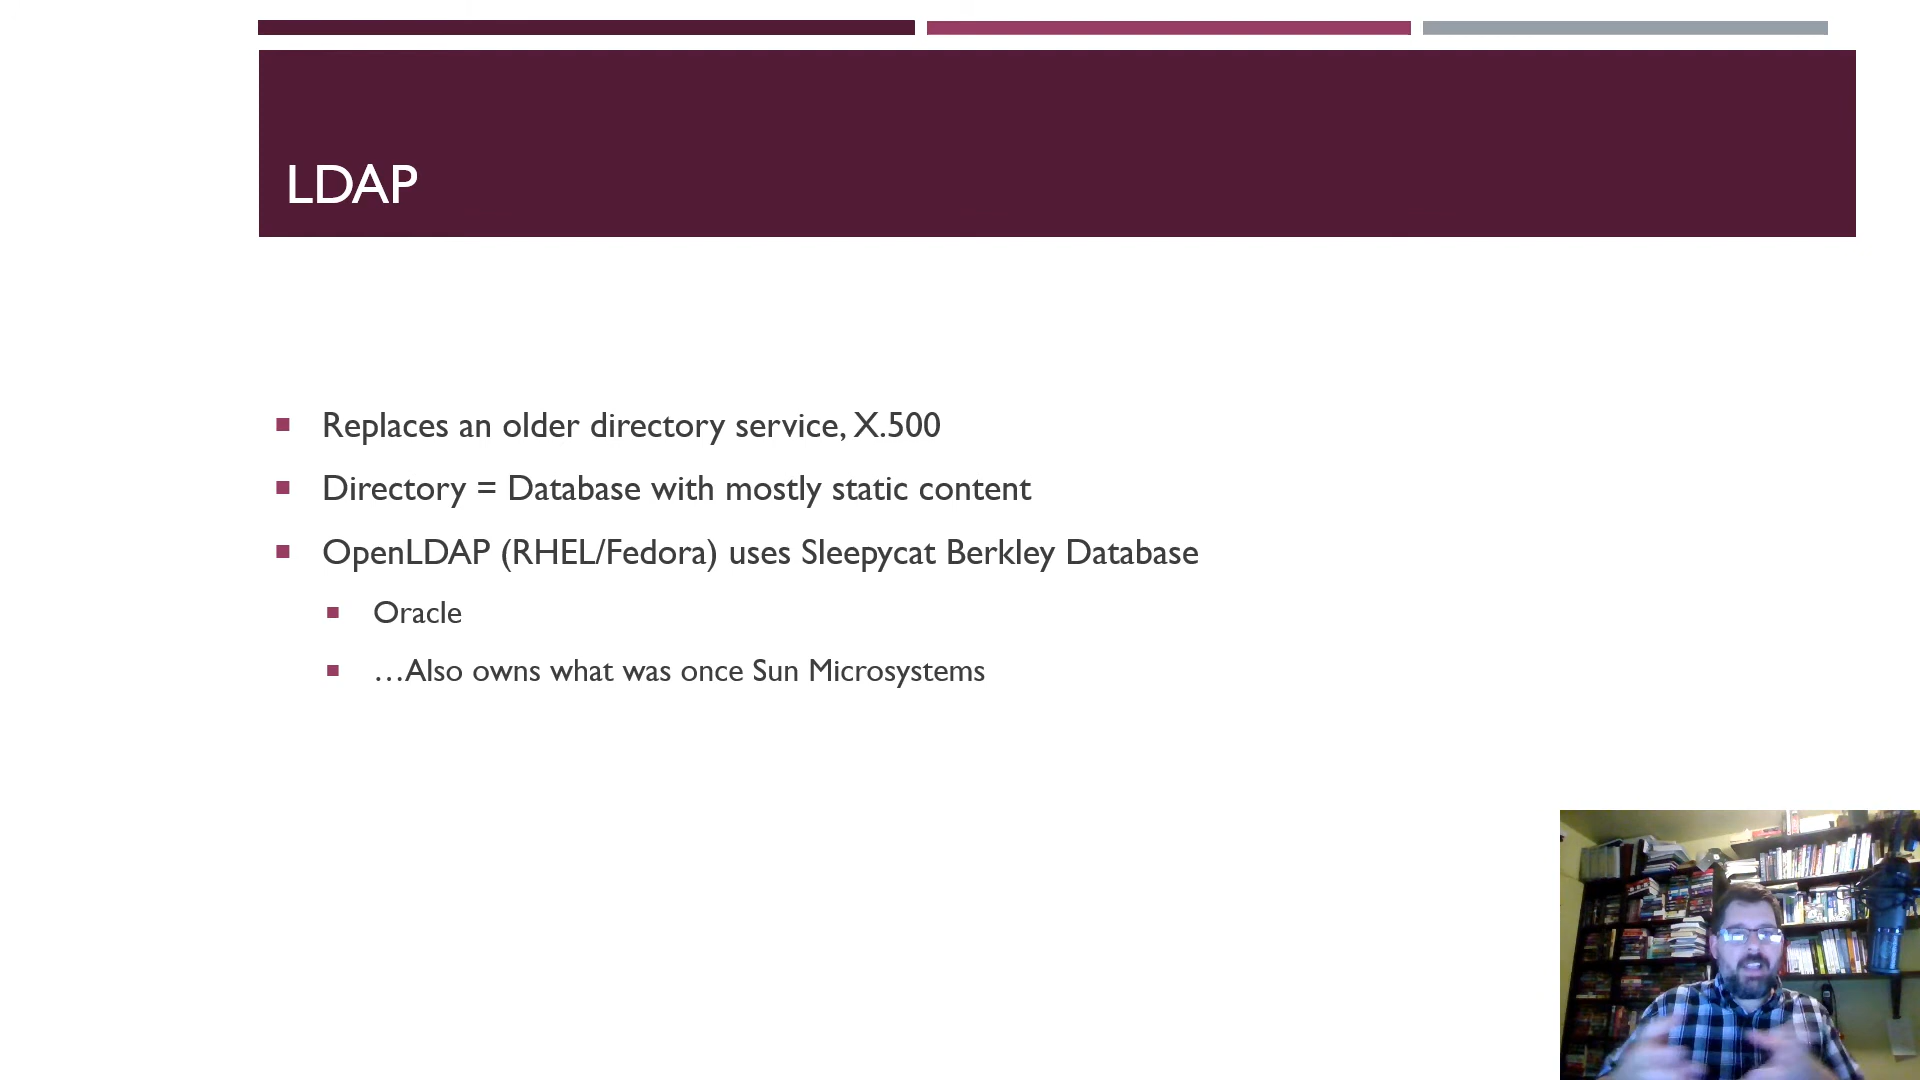 LDAP
Replaces an older directory service, X.500
Directory = Database with mostly static content
OpenLDAP (RHEL/Fedora) uses Sleepycat Berkley Database
Oracle
…Also owns what was once Sun Microsystems